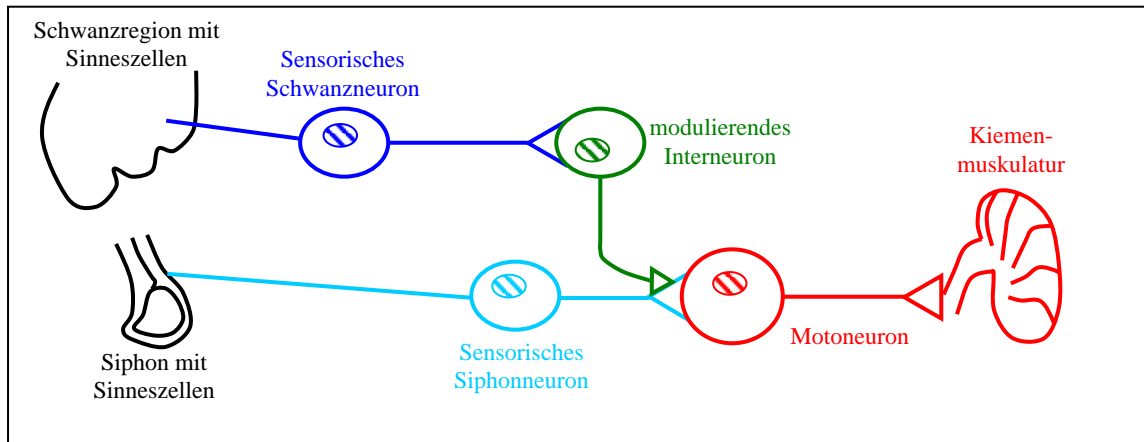 Schwanzregion mit
Sinneszellen
Sensorisches
Schwanzneuron
modulierendes
Interneuron
Kiemen-
muskulatur
Siphon mit
Sinneszellen
Sensorisches
Siphonneuron
Motoneuron